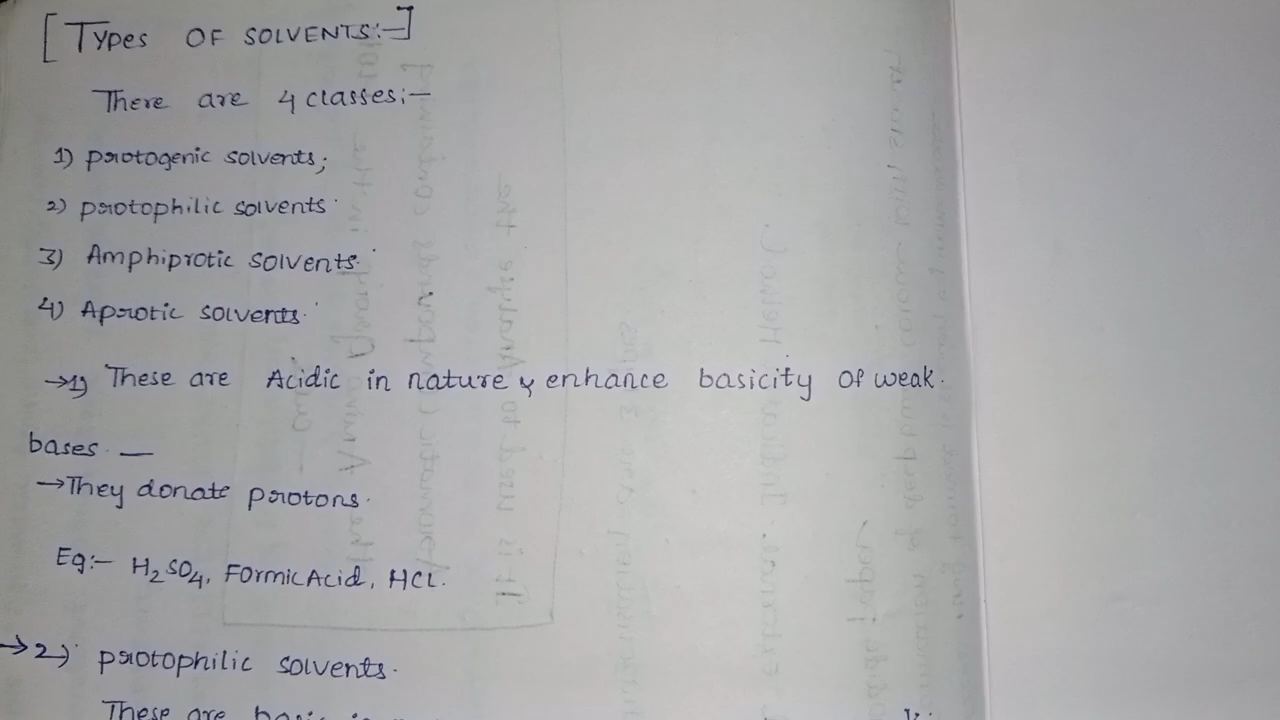 [TYPES OF SOLVENTS:-]
There are 4 classes:-
1) protogenic solvents;
2) protophilic solvents.
3) Amphiprotic solvents.
4) Aprotic solvents.
→1) These are Acidic in nature & enhance basicity of weak.
bases. —
→They donate protons.
Eg:- H₂SO₄, Formic Acid, HCL.
→2) protophilic solvents.
These are basic in